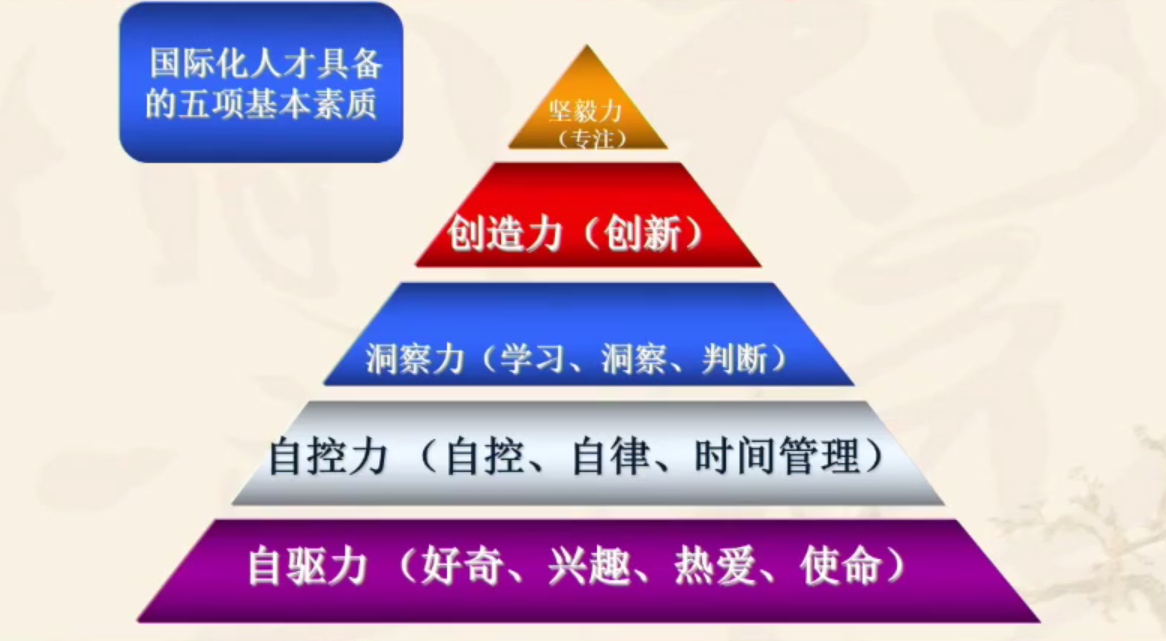 国际化人才具备
的五项基本素质
坚毅力
（专注）
创造力（创新）
洞察力（学习、洞察、判断）
自控力 （自控、自律、时间管理）
自驱力 （好奇、兴趣、热爱、使命）